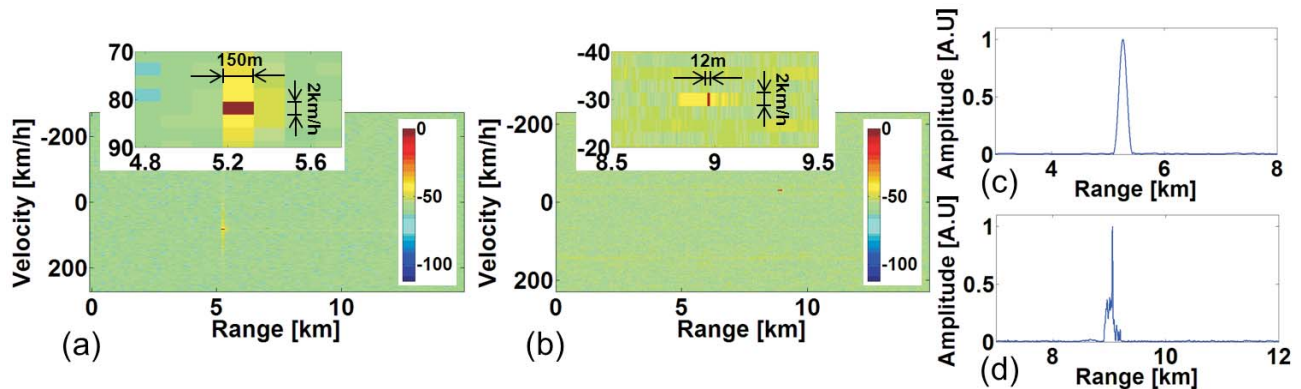 70
80
90
150m
2km/h
4.8 5.2 5.6
-200
0
200
Velocity [km/h]
0 5 10
Range [km]
0
-50
-100
(a)
-40
-30
-20
12m
2km/h
8.5 9 9.5
-200
0
200
Velocity [km/h]
0 5 10
Range [km]
0
-50
-100
(b)
1
0.5
0
Amplitude [A.U]
4 6 8
Range [km]
(c)
1
0.5
0
Amplitude [A.U]
8 10 12
Range [km]
(d)